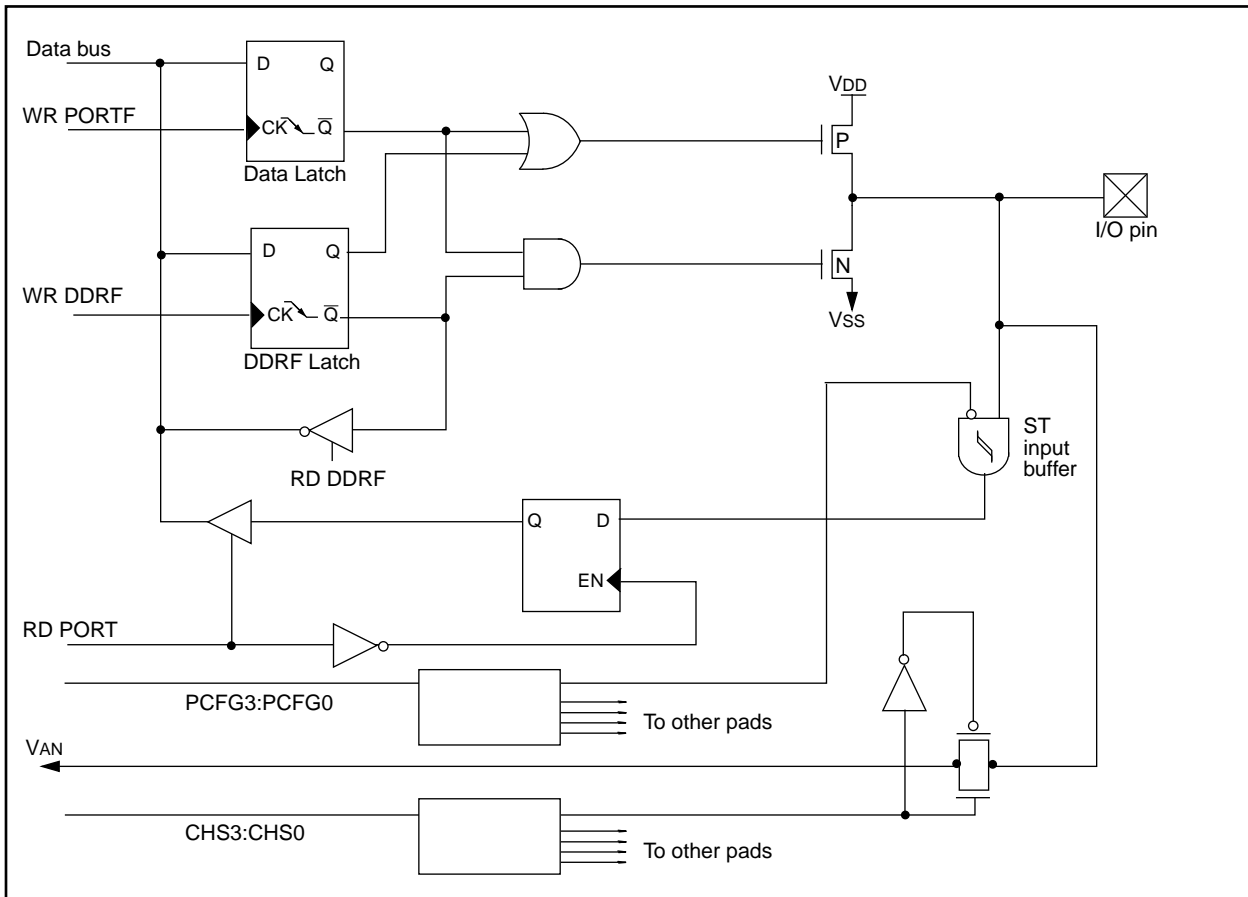 Data bus
D
Q
VDD
WR PORTF
CK
Q
P
Data Latch
I/O pin
D
Q
N
WR DDRF
CK
Q
VSS
DDRF Latch
ST
input
buffer
RD DDRF
Q
D
EN
RD PORT
PCFG3:PCFG0
To other pads
VAN
CHS3:CHS0
To other pads